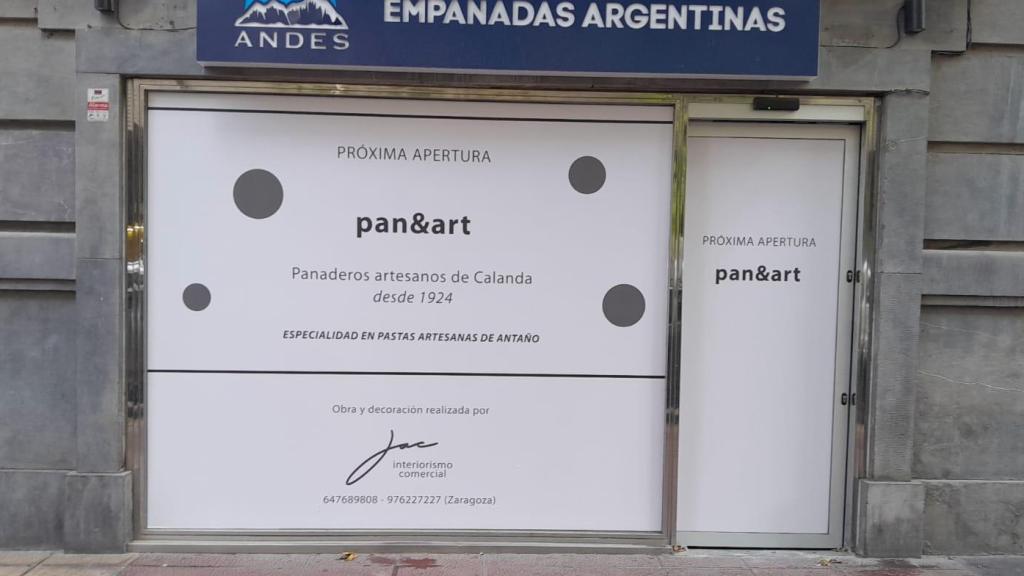 ANDES
EMPANADAS ARGENTINAS
PRÓXIMA APERTURA
pan&art
Panaderos artesanos de Calanda
desde 1924
ESPECIALIDAD EN PASTAS ARTESANAS DE ANTAÑO
Obra y decoración realizada por
Jac
interiorismo
comercial
647689808 - 976227227 (Zaragoza)
PRÓXIMA APERTURA
pan&art